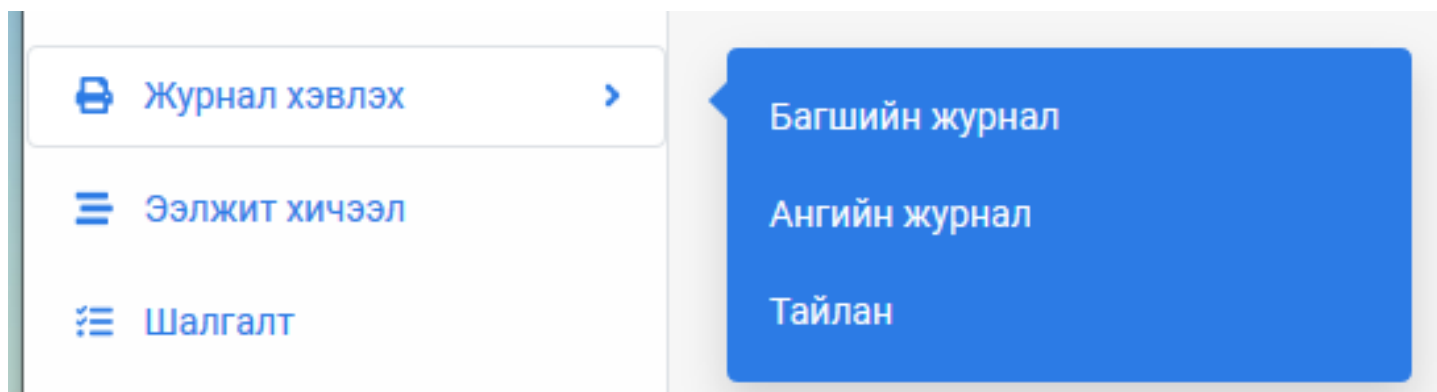 Журнал хэвлэх
Ээлжит хичээл
Шалгалт
Багшийн журнал
Ангийн журнал
Тайлан